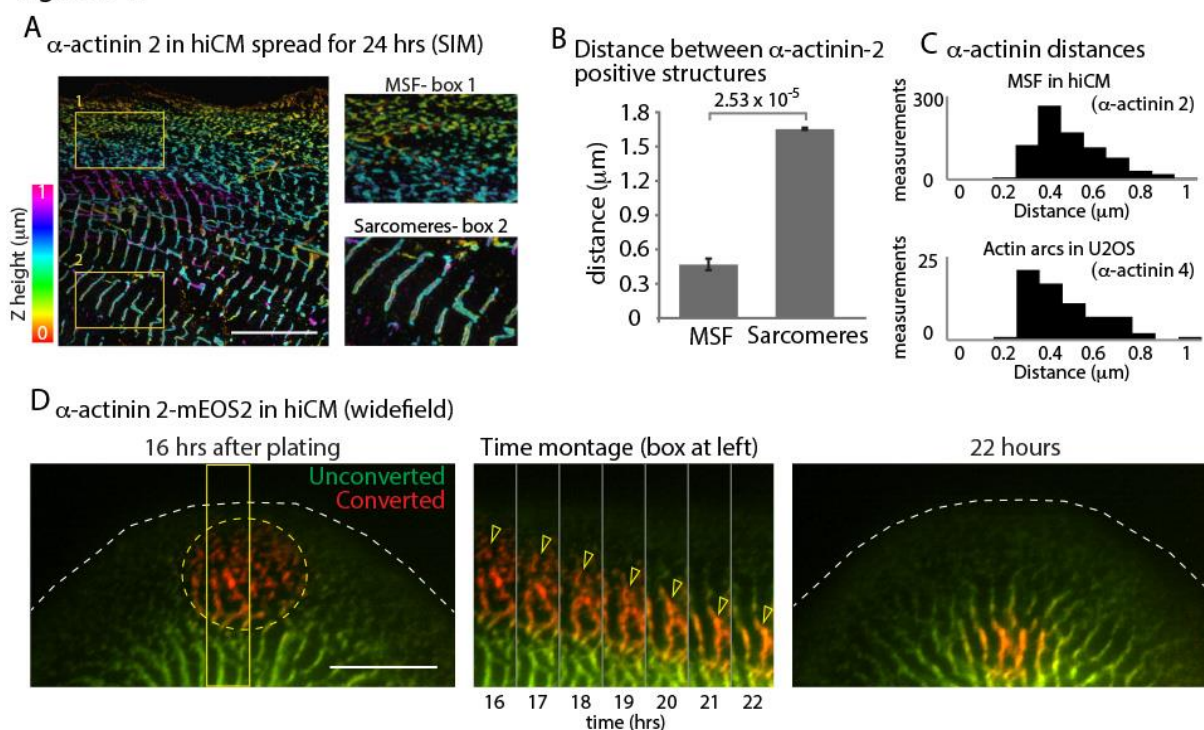 A α-actinin 2 in hiCM spread for 24 hrs (SIM)
1
2
Z height (μm)
1
0
MSF- box 1
Sarcomeres- box 2
B Distance between α-actinin-2
positive structures
2.53 x 10⁻⁵
distance (μm)
1.8
1.5
1.2
0.9
0.6
0.3
0
MSF Sarcomeres
C α-actinin distances
MSF in hiCM
(α-actinin 2)
measurements
300
0
0 0.2 0.4 0.6 0.8 1
Distance (μm)
Actin arcs in U2OS
(α-actinin 4)
measurements
25
0
0 0.2 0.4 0.6 0.8 1
Distance (μm)
D α-actinin 2-mEOS2 in hiCM (widefield)
16 hrs after plating
Unconverted
Converted
Time montage (box at left)
16 17 18 19 20 21 22
time (hrs)
22 hours